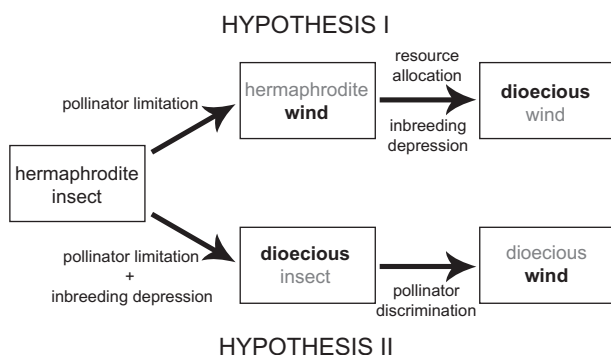 HYPOTHESIS I
pollinator limitation
hermaphrodite
wind
resource
allocation
inbreeding
depression
dioecious
wind
hermaphrodite
insect
pollinator limitation
+
inbreeding depression
dioecious
insect
pollinator
discrimination
dioecious
wind
HYPOTHESIS II